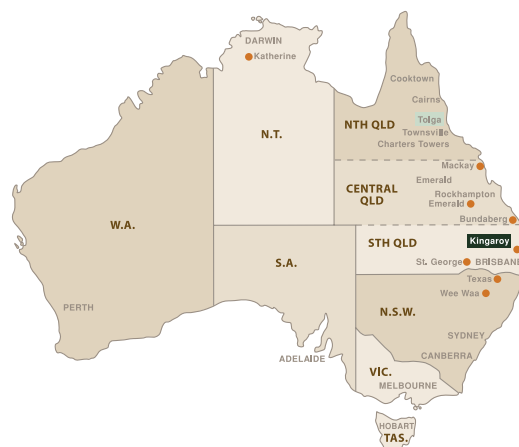 DARWIN
Katherine
Cooktown
Cairns
Tolga
NTH QLD
Townsville
N.T.
Charters Towers
Mackay
Emerald
CENTRAL
QLD
Rockhampton
Emerald
Bundaberg
W.A.
STH QLD
Kingaroy
S.A.
St. George
BRISBANE
Texas
Wee Waa
PERTH
N.S.W.
SYDNEY
ADELAIDE
CANBERRA
VIC.
MELBOURNE
HOBART
TAS.